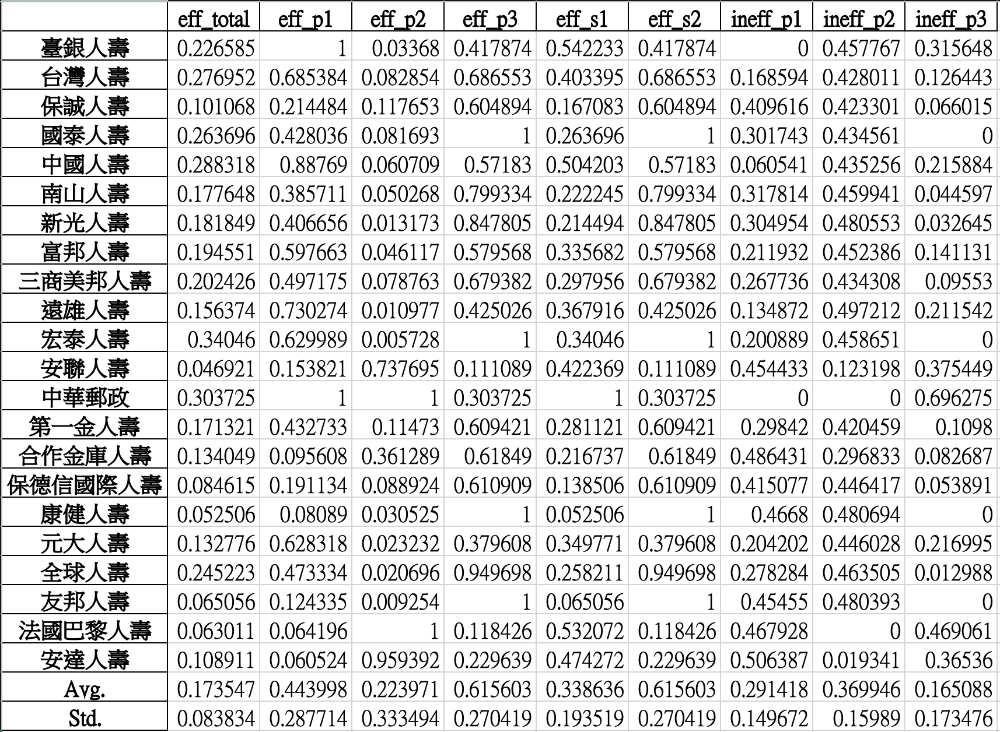 eff_total eff_p1 eff_p2 eff_p3 eff_s1 eff_s2 ineff_p1 ineff_p2 ineff_p3
臺銀人壽 0.226585 1 0.03368 0.417874 0.542233 0.417874 0 0.457767 0.315648
台灣人壽 0.276952 0.685384 0.082854 0.686553 0.403395 0.686553 0.168594 0.428011 0.126443
保誠人壽 0.101068 0.214484 0.117653 0.604894 0.167083 0.604894 0.409616 0.423301 0.066015
國泰人壽 0.263696 0.428036 0.081693 1 0.263696 1 0.301743 0.434561 0
中國人壽 0.288318 0.88769 0.060709 0.57183 0.504203 0.57183 0.060541 0.435256 0.215884
南山人壽 0.177648 0.385711 0.050268 0.799334 0.222245 0.799334 0.317814 0.459941 0.044597
新光人壽 0.181849 0.406656 0.013173 0.847805 0.214494 0.847805 0.304954 0.480553 0.032645
富邦人壽 0.194551 0.597663 0.046117 0.579568 0.335682 0.579568 0.211932 0.452386 0.141131
三商美邦人壽 0.202426 0.497175 0.078763 0.679382 0.297956 0.679382 0.267736 0.434308 0.09553
遠雄人壽 0.156374 0.730274 0.010977 0.425026 0.367916 0.425026 0.134872 0.497212 0.211542
宏泰人壽 0.34046 0.629989 0.005728 1 0.34046 1 0.200889 0.458651 0
安聯人壽 0.046921 0.153821 0.737695 0.111089 0.422369 0.111089 0.454433 0.123198 0.375449
中華郵政 0.303725 1 1 0.303725 1 0.303725 0 0 0.696275
第一金人壽 0.171321 0.432733 0.11473 0.609421 0.281121 0.609421 0.29842 0.420459 0.1098
合作金庫人壽 0.134049 0.095608 0.361289 0.61849 0.216737 0.61849 0.486431 0.296833 0.082687
保德信國際人壽 0.084615 0.191134 0.088924 0.610909 0.138506 0.610909 0.415077 0.446417 0.053891
康健人壽 0.052506 0.08089 0.030525 1 0.052506 1 0.4668 0.480694 0
元大人壽 0.132776 0.628318 0.023232 0.379608 0.349771 0.379608 0.204202 0.446028 0.216995
全球人壽 0.245223 0.473334 0.020696 0.949698 0.258211 0.949698 0.278284 0.463505 0.012988
友邦人壽 0.065056 0.124335 0.009254 1 0.065056 1 0.45455 0.480393 0
法國巴黎人壽 0.063011 0.064196 1 0.118426 0.532072 0.118426 0.467928 0 0.469061
安達人壽 0.108911 0.060524 0.959392 0.229639 0.474272 0.229639 0.506387 0.019341 0.36536
Avg. 0.173547 0.443998 0.223971 0.615603 0.338636 0.615603 0.291418 0.369946 0.165088
Std. 0.083834 0.287714 0.333494 0.270419 0.193519 0.270419 0.149672 0.15989 0.173476